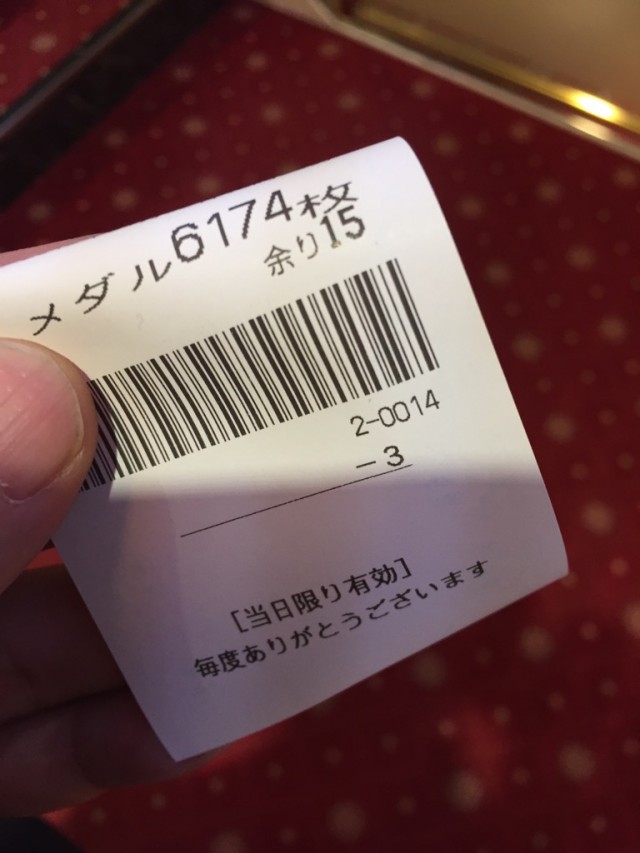 メダル6174枚
余り15
2-0014
-3
[当日限り有効]
毎度ありがとうございます